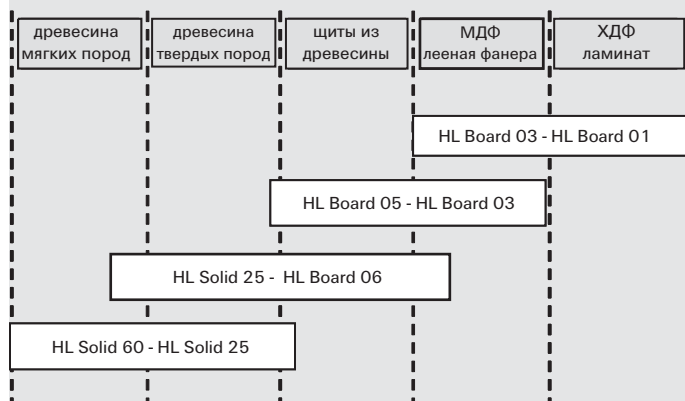 древесина
мягких пород
древесина
твердых пород
щиты из
древесины
МДФ
лееная фанера
ХДФ
ламинат
HL Board 03 - HL Board 01
HL Board 05 - HL Board 03
HL Solid 25 - HL Board 06
HL Solid 60 - HL Solid 25